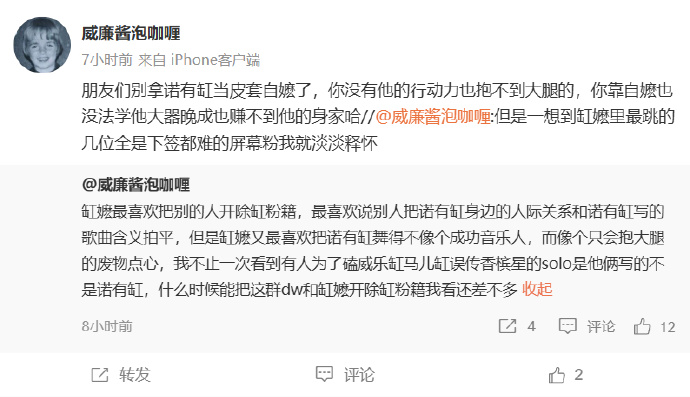 威廉酱泡咖喱
7小时前 来自 iPhone客户端
朋友们别拿诺有缸当皮套自嬷了，你没有他的行动力也抱不到大腿的，你靠自嬷也
没法学他大器晚成也赚不到他的身家哈//@威廉酱泡咖喱:但是一想到缸嬷里最跳的
几位全是下签都难的屏幕粉我就淡淡释怀
@威廉酱泡咖喱
缸嬷最喜欢把别的人开除缸粉籍，最喜欢说别人把诺有缸身边的人际关系和诺有缸写的
歌曲含义拍平，但是缸嬷又最喜欢把诺有缸舞得不像个成功音乐人，而像个只会抱大腿
的废物点心，我不止一次看到有人为了磕威乐缸马儿缸误传香槟星的solo是他俩写的不
是诺有缸，什么时候能把这群dw和缸嬷开除缸粉籍我看还差不多 收起
8小时前 4 评论 12
转发 评论 2